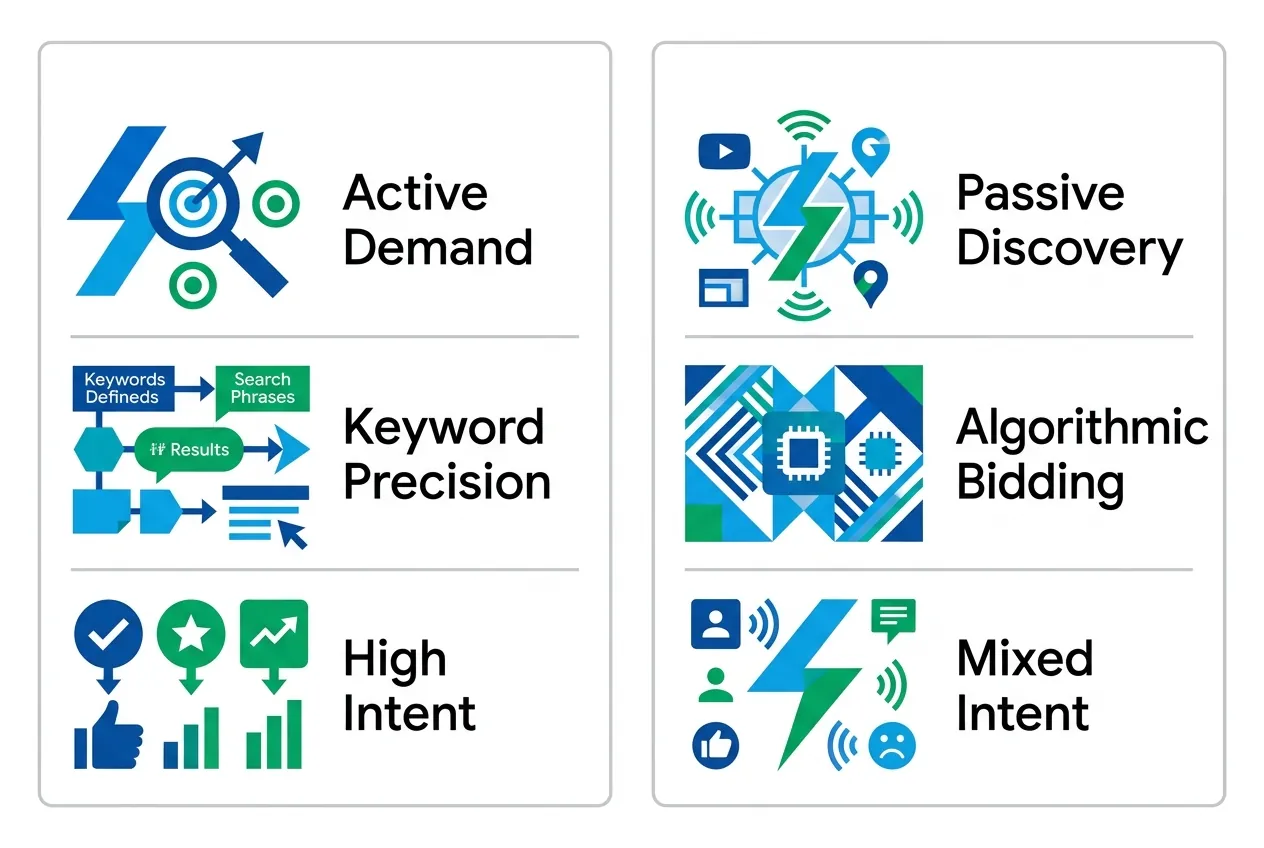 Active
Demand
Keywords
Defineds
Search
Phrases
Results
Keyword
Precision
High
Intent
Passive
Discovery
Algorithmic
Bidding
Mixed
Intent